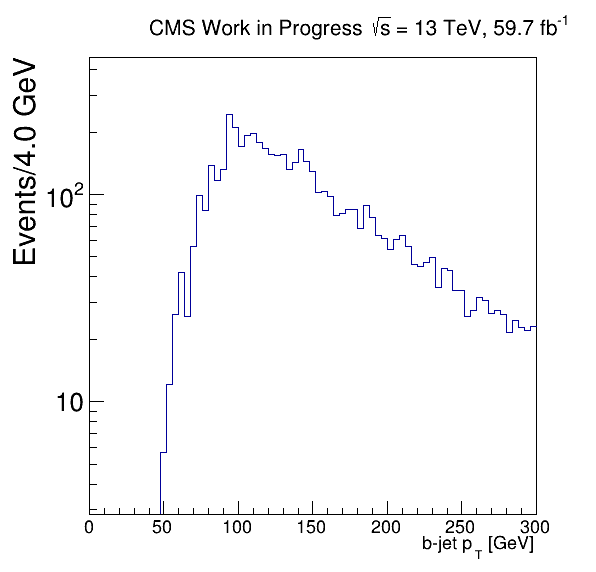 CMS Work in Progress √s = 13 TeV, 59.7 fb⁻¹
Events/4.0 GeV
10²
10
0 50 100 150 200 250 300
b-jet p_T [GeV]